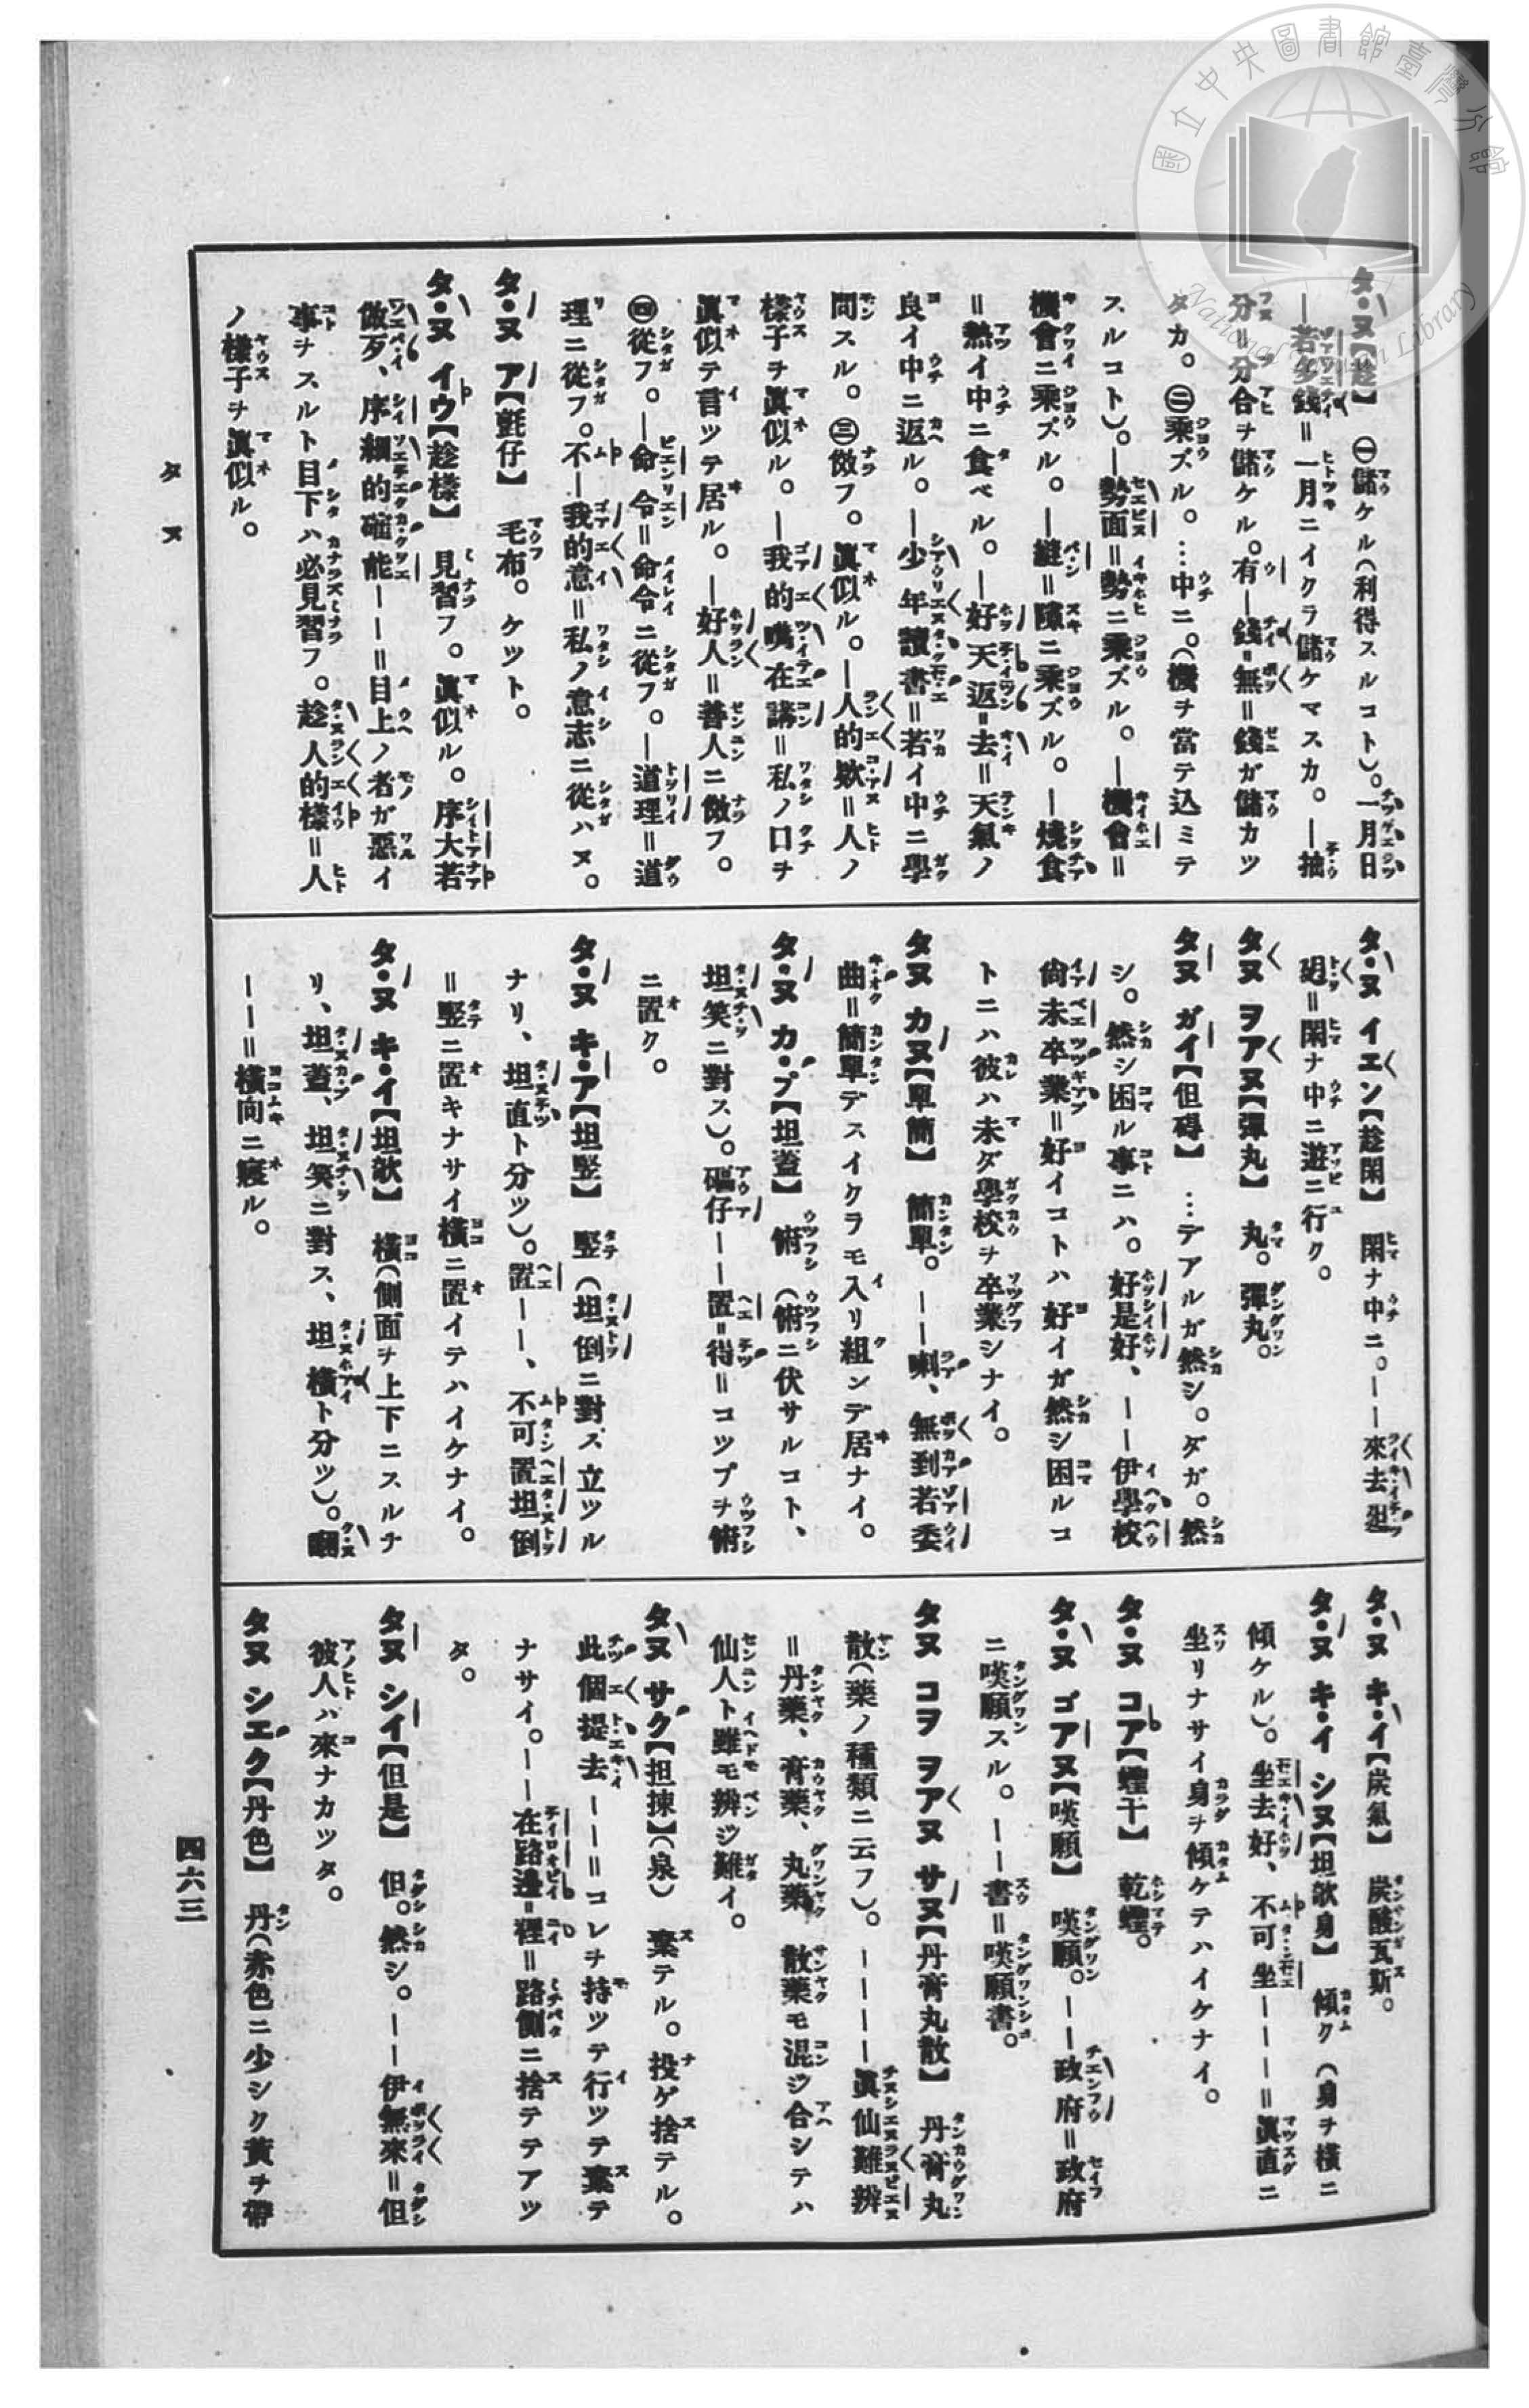 タ·ヌ【趁】 ㊀儲ケル(利得スルコト)。一月日
―若多錢＝一月ニイクラ儲ケマスカ。―抽
分＝分合ヲ儲ケル。有―錢＝無＝錢ガ儲カツ
タカ。㊁乘ズル。…中ニ。(機ヲ當テ込ミテ
スルコト)。―勢面＝勢ニ乘ズル。―機會＝
機會ニ乘ズル。―縫＝隙ニ乘ズル。―燒食
＝熱イ中ニ食ベル。―好天返＝去＝天氣ノ
良イ中ニ返ル。―少年讀書＝若イ中ニ學
問スル。㊂倣フ。眞似ル。―人的款＝人ノ
樣子ヲ眞似ル。―我的嘴在講＝私ノ口ヲ
眞似テ言ツテ居ル。―好人＝善人ニ倣フ。
㊃從フ。―命令＝命令ニ從フ。―道理＝道
理ニ從フ。不―我的意＝私ノ意志ニ從ハヌ。
タ·ヌ ア【氈仔】 毛布。ケット。
タ·ヌ イウ【趁樣】 見習フ。眞似ル。序大若
做歹、序細的磑能――＝目上ノ者ガ惡イ
事ヲスルト目下ハ必見習フ。趁人的樣＝人
ノ樣子ヲ眞似ル。
タ·ヌ イエン【趁閑】 閑ナ中ニ。――來去𨑨
𨑨＝閑ナ中ニ遊ニ行ク。
タヌ ヲアヌ【彈丸】 丸。彈丸。
タヌ ガイ【但碍】 …デアルガ然シ。ダガ。然
シ。然シ困ル事ニハ。好是好、――伊學校
尙未卒業＝好イコトハ好イガ然シ困ルコ
トニハ彼ハ未ダ學校ヲ卒業シナイ。
タヌ カヌ【單簡】 簡單。――喇、無到若委
曲＝簡單デスイクラモ入リ組ンデ居ナイ。
タ·ヌ カ·プ【坦蓋】 俯(俯ニ伏サルコト、
坦笑ニ對ス)。碼仔――置＝得＝コツプヲ俯
ニ置ク。
タ·ヌ キ·ア【坦竪】 竪(坦倒ニ對ス立ツル
ナリ、坦直ト分ツ)。置――、不可置坦倒
＝竪ニ置キナサイ橫ニ置イテハイケナイ。
タ·ヌ キ·イ【坦欹】 橫(側面ヲ上下ニスルナ
リ、坦蓋、坦笑ニ對ス、坦橫ト分ツ)。睏
――＝橫向ニ寢ル。
タ·ヌ キ·イ【炭氣】 炭酸瓦斯。
タ·ヌ キ·イ シヌ【坦欹身】 傾ク(身ヲ橫ニ
傾ケル)。坐去好、不可坐―――＝眞直ニ
坐リナサイ身ヲ傾ケテハイケナイ。
タ·ヌ コア【蟶干】 乾蟶。
タ·ヌ ゴアヌ【嘆願】 嘆願。――政府＝政府
ニ嘆願スル。――書＝嘆願書。
タヌ コヲ ヲアヌ サヌ【丹膏丸散】 丹膏丸
散(藥ノ種類ニ云フ)。――――眞仙難辨
＝丹藥、膏藥、丸藥、散藥モ混ジ合シテハ
仙人ト雖モ辨ジ難イ。
タヌ サク【担揀】(泉) 棄テル。投ゲ捨テル。
此個提去――＝コレヲ持ツテ行ツテ棄テ
ナサイ。――在路邊＝裡＝路側ニ捨テテアツ
タ。
タヌ シイ【但是】 但。然シ。――伊無來＝但
彼人ハ來ナカツタ。
タヌ シエク【丹色】 丹(赤色ニ少シク黃ヲ帶
タ ヌ
四六三
國立中央圖書館臺灣分館